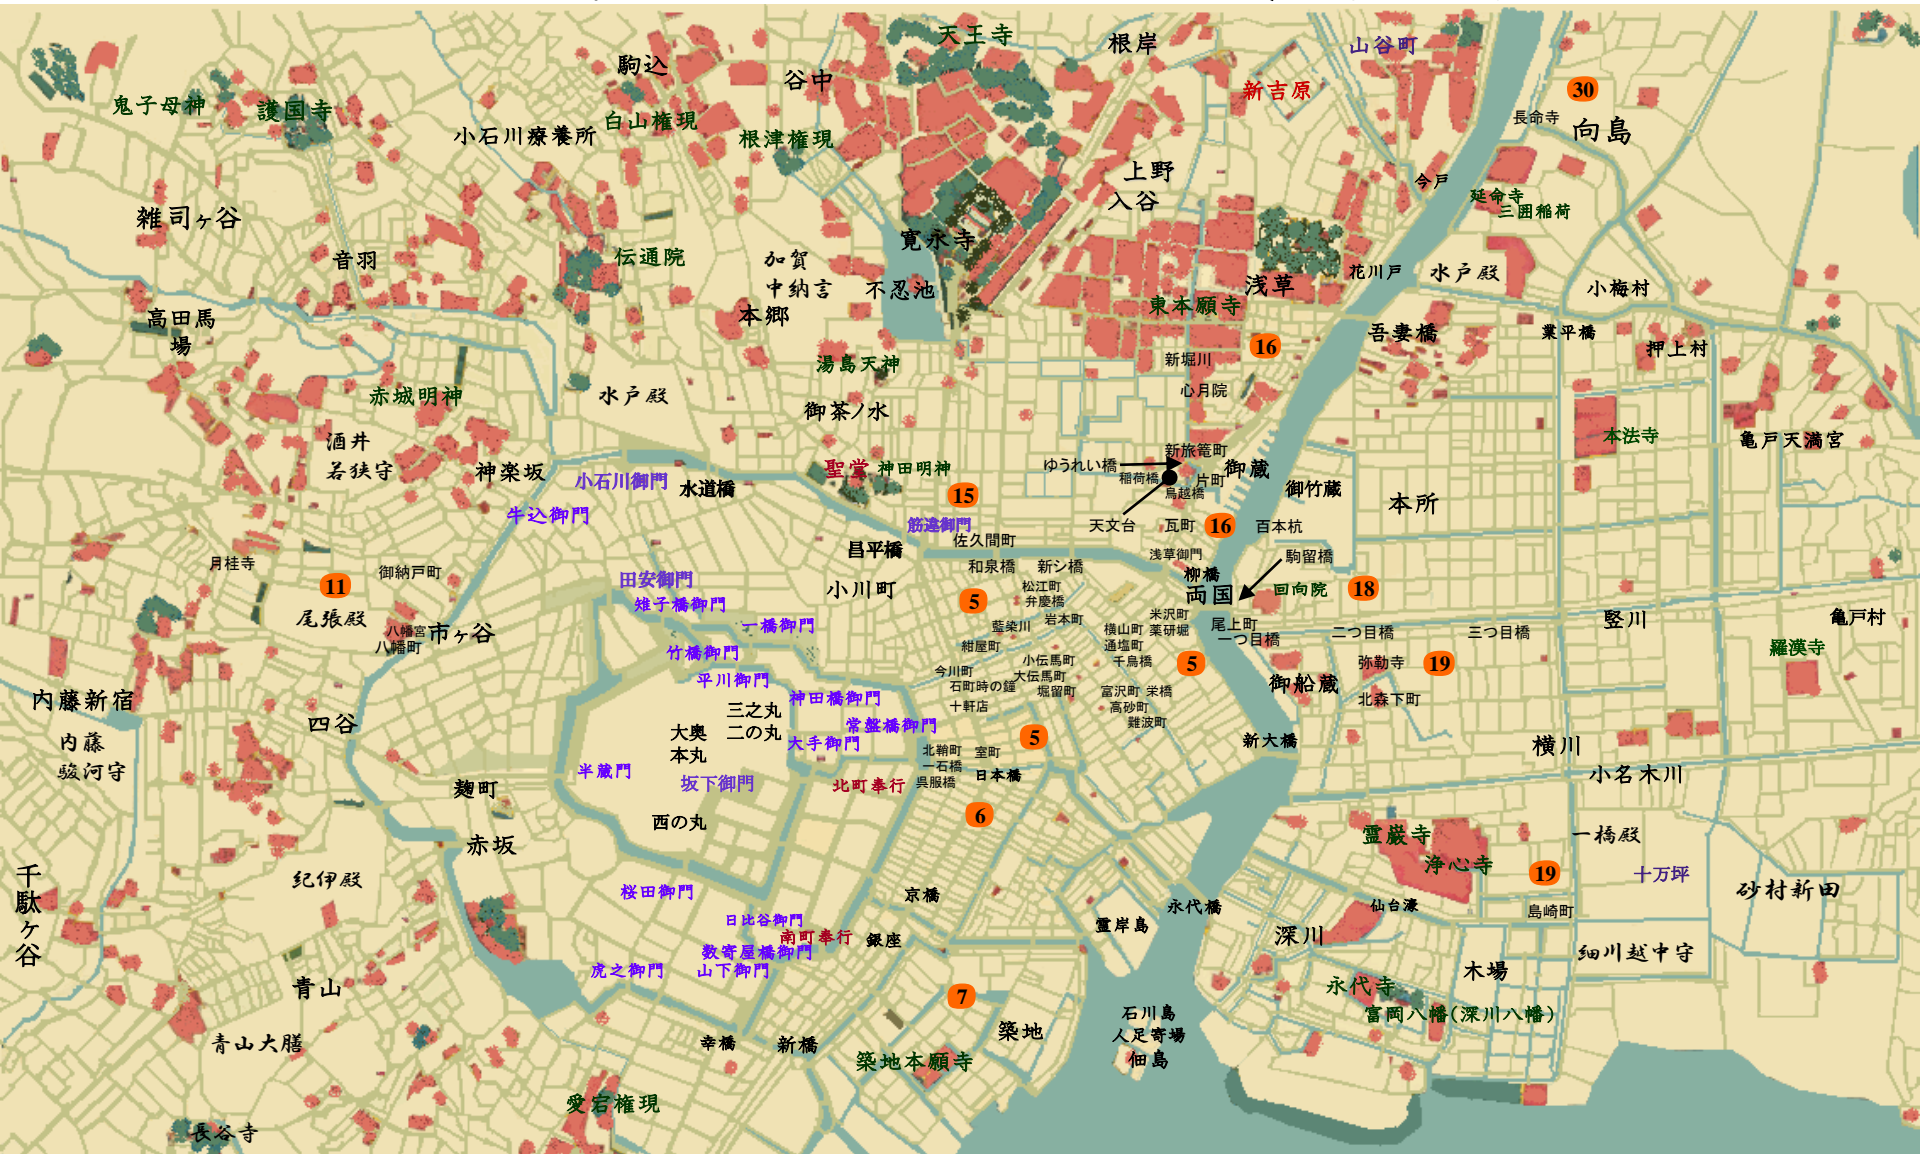 天王寺
根岸
山谷町
駒込
谷中
新吉原
30
鬼子母神
護国寺
長命寺
白山権現
小石川療養所
根津権現
向島
上野
入谷
今戸
延命寺
三囲稲荷
雑司ヶ谷
寛永寺
伝通院
音羽
加賀
中納言
不忍池
花川戸
水戸殿
浅草
小梅村
東本願寺
本郷
高田馬
場
吾妻橋
業平橋
押上村
16
新堀川
湯島天神
心月院
赤城明神
水戸殿
御茶ノ水
酒井
若狭守
神楽坂
本法寺
亀戸天満宮
新旅篭町
ゆうれい橋
御蔵
聖堂
神田明神
稲荷橋
片町
鳥越橋
小石川御門
水道橋
御竹蔵
本所
15
牛込御門
筋違御門
天文台
瓦町
16
百本杭
佐久間町
昌平橋
浅草御門
駒留橋
月桂寺
御納戸町
和泉橋
新シ橋
柳橋
11
田安御門
小川町
松江町
弁慶橋
両国
回向院
18
5
雉子橋御門
尾張殿
岩本町
米沢町
藍染川
横山町
薬研堀
尾上町
一つ目橋
二つ目橋
三つ目橋
竪川
亀戸村
八幡宮
市ヶ谷
八幡町
一橋御門
竹橋御門
紺屋町
通塩町
千鳥橋
5
弥勒寺
19
羅漢寺
小伝馬町
今川町
大伝馬町
平川御門
石町時の鐘
堀留町
富沢町
栄橋
御船蔵
北森下町
内藤新宿
神田橋御門
十軒店
高砂町
三之丸
二の丸
難波町
四谷
常盤橋御門
大奥
本丸
大手御門
5
新大橋
内藤
駿河守
北鞘町
室町
一石橋
日本橋
横川
半蔵門
坂下御門
北町奉行
呉服橋
小名木川
麹町
6
西の丸
霊巌寺
浄心寺
一橋殿
赤坂
千駄ヶ谷
紀伊殿
19
十万坪
砂村新田
桜田御門
京橋
永代橋
仙台濠
島崎町
日比谷御門
霊岸島
南町奉行
銀座
深川
数寄屋橋御門
細川越中守
虎之御門
山下御門
木場
青山
永代寺
7
石川島
人足寄場
佃島
富岡八幡(深川八幡)
築地
青山大膳
幸橋
新橋
築地本願寺
愛宕権現
長谷寺